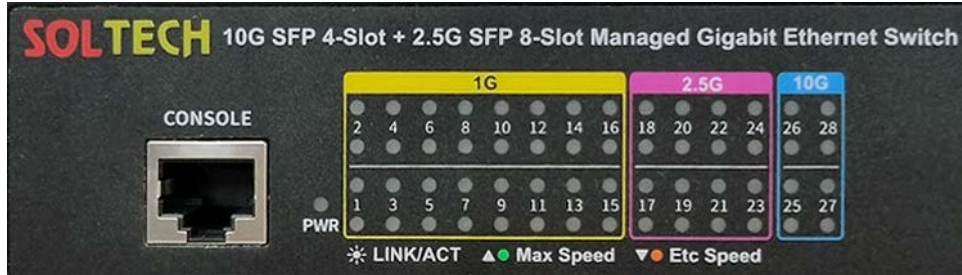 SOLTECH 10G SFP 4-Slot + 2.5G SFP 8-Slot Managed Gigabit Ethernet Switch
1G 2.5G 10G
CONSOLE
2 4 6 8 10 12 14 16 18 20 22 24 26 28
1 3 5 7 9 11 13 15 17 19 21 23 25 27
PWR
LINK/ACT ▲ Max Speed ▼ Etc Speed